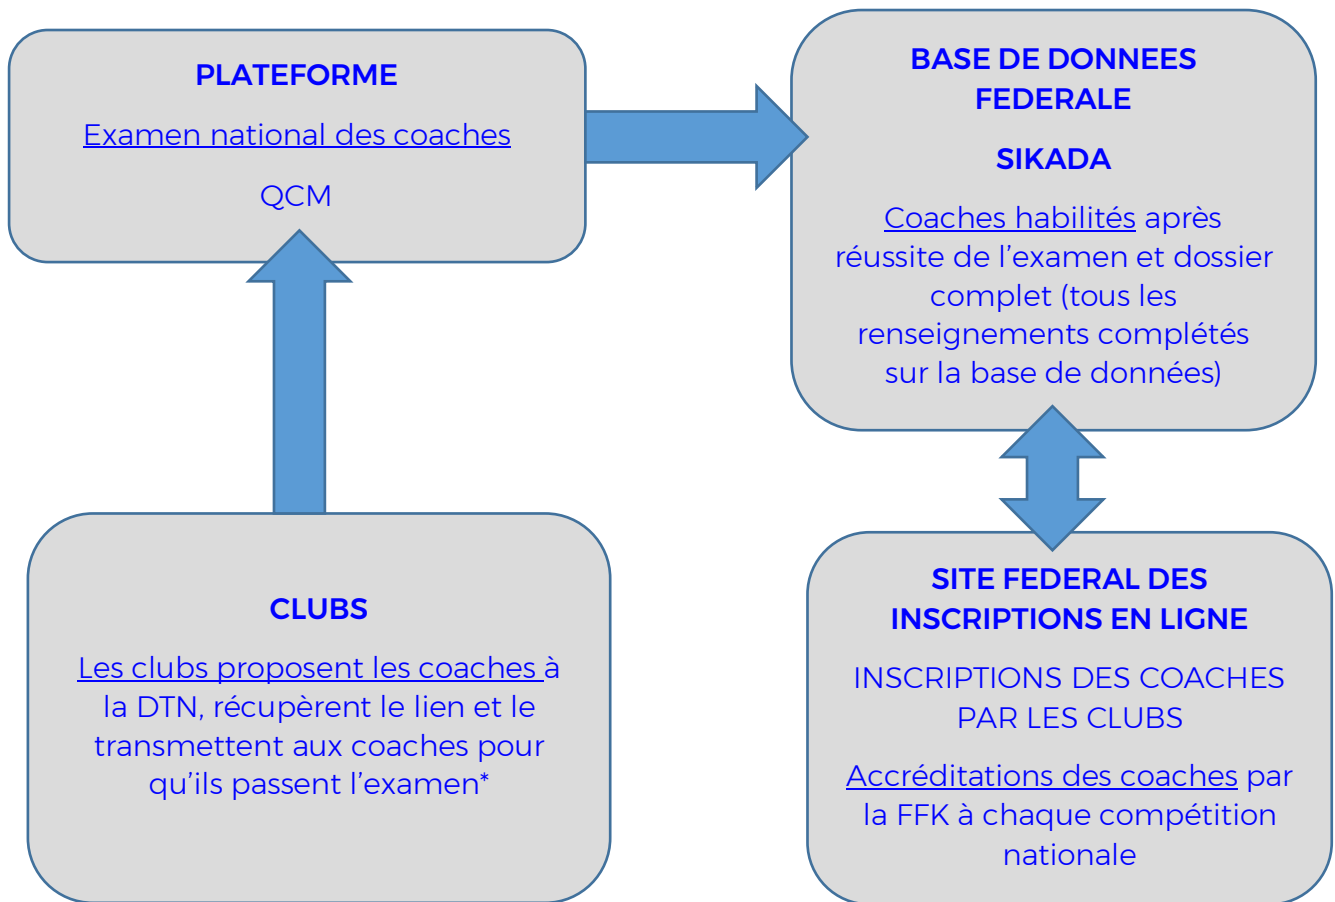 PLATEFORME
Examen national des coaches
QCM
BASE DE DONNEES
FEDERALE
SIKADA
Coaches habilités après
réussite de l’examen et dossier
complet (tous les
renseignements complétés
sur la base de données)
CLUBS
Les clubs proposent les coaches à
la DTN, récupèrent le lien et le
transmettent aux coaches pour
qu’ils passent l’examen*
SITE FEDERAL DES
INSCRIPTIONS EN LIGNE
INSCRIPTIONS DES COACHES
PAR LES CLUBS
Accréditations des coaches par
la FFK à chaque compétition
nationale